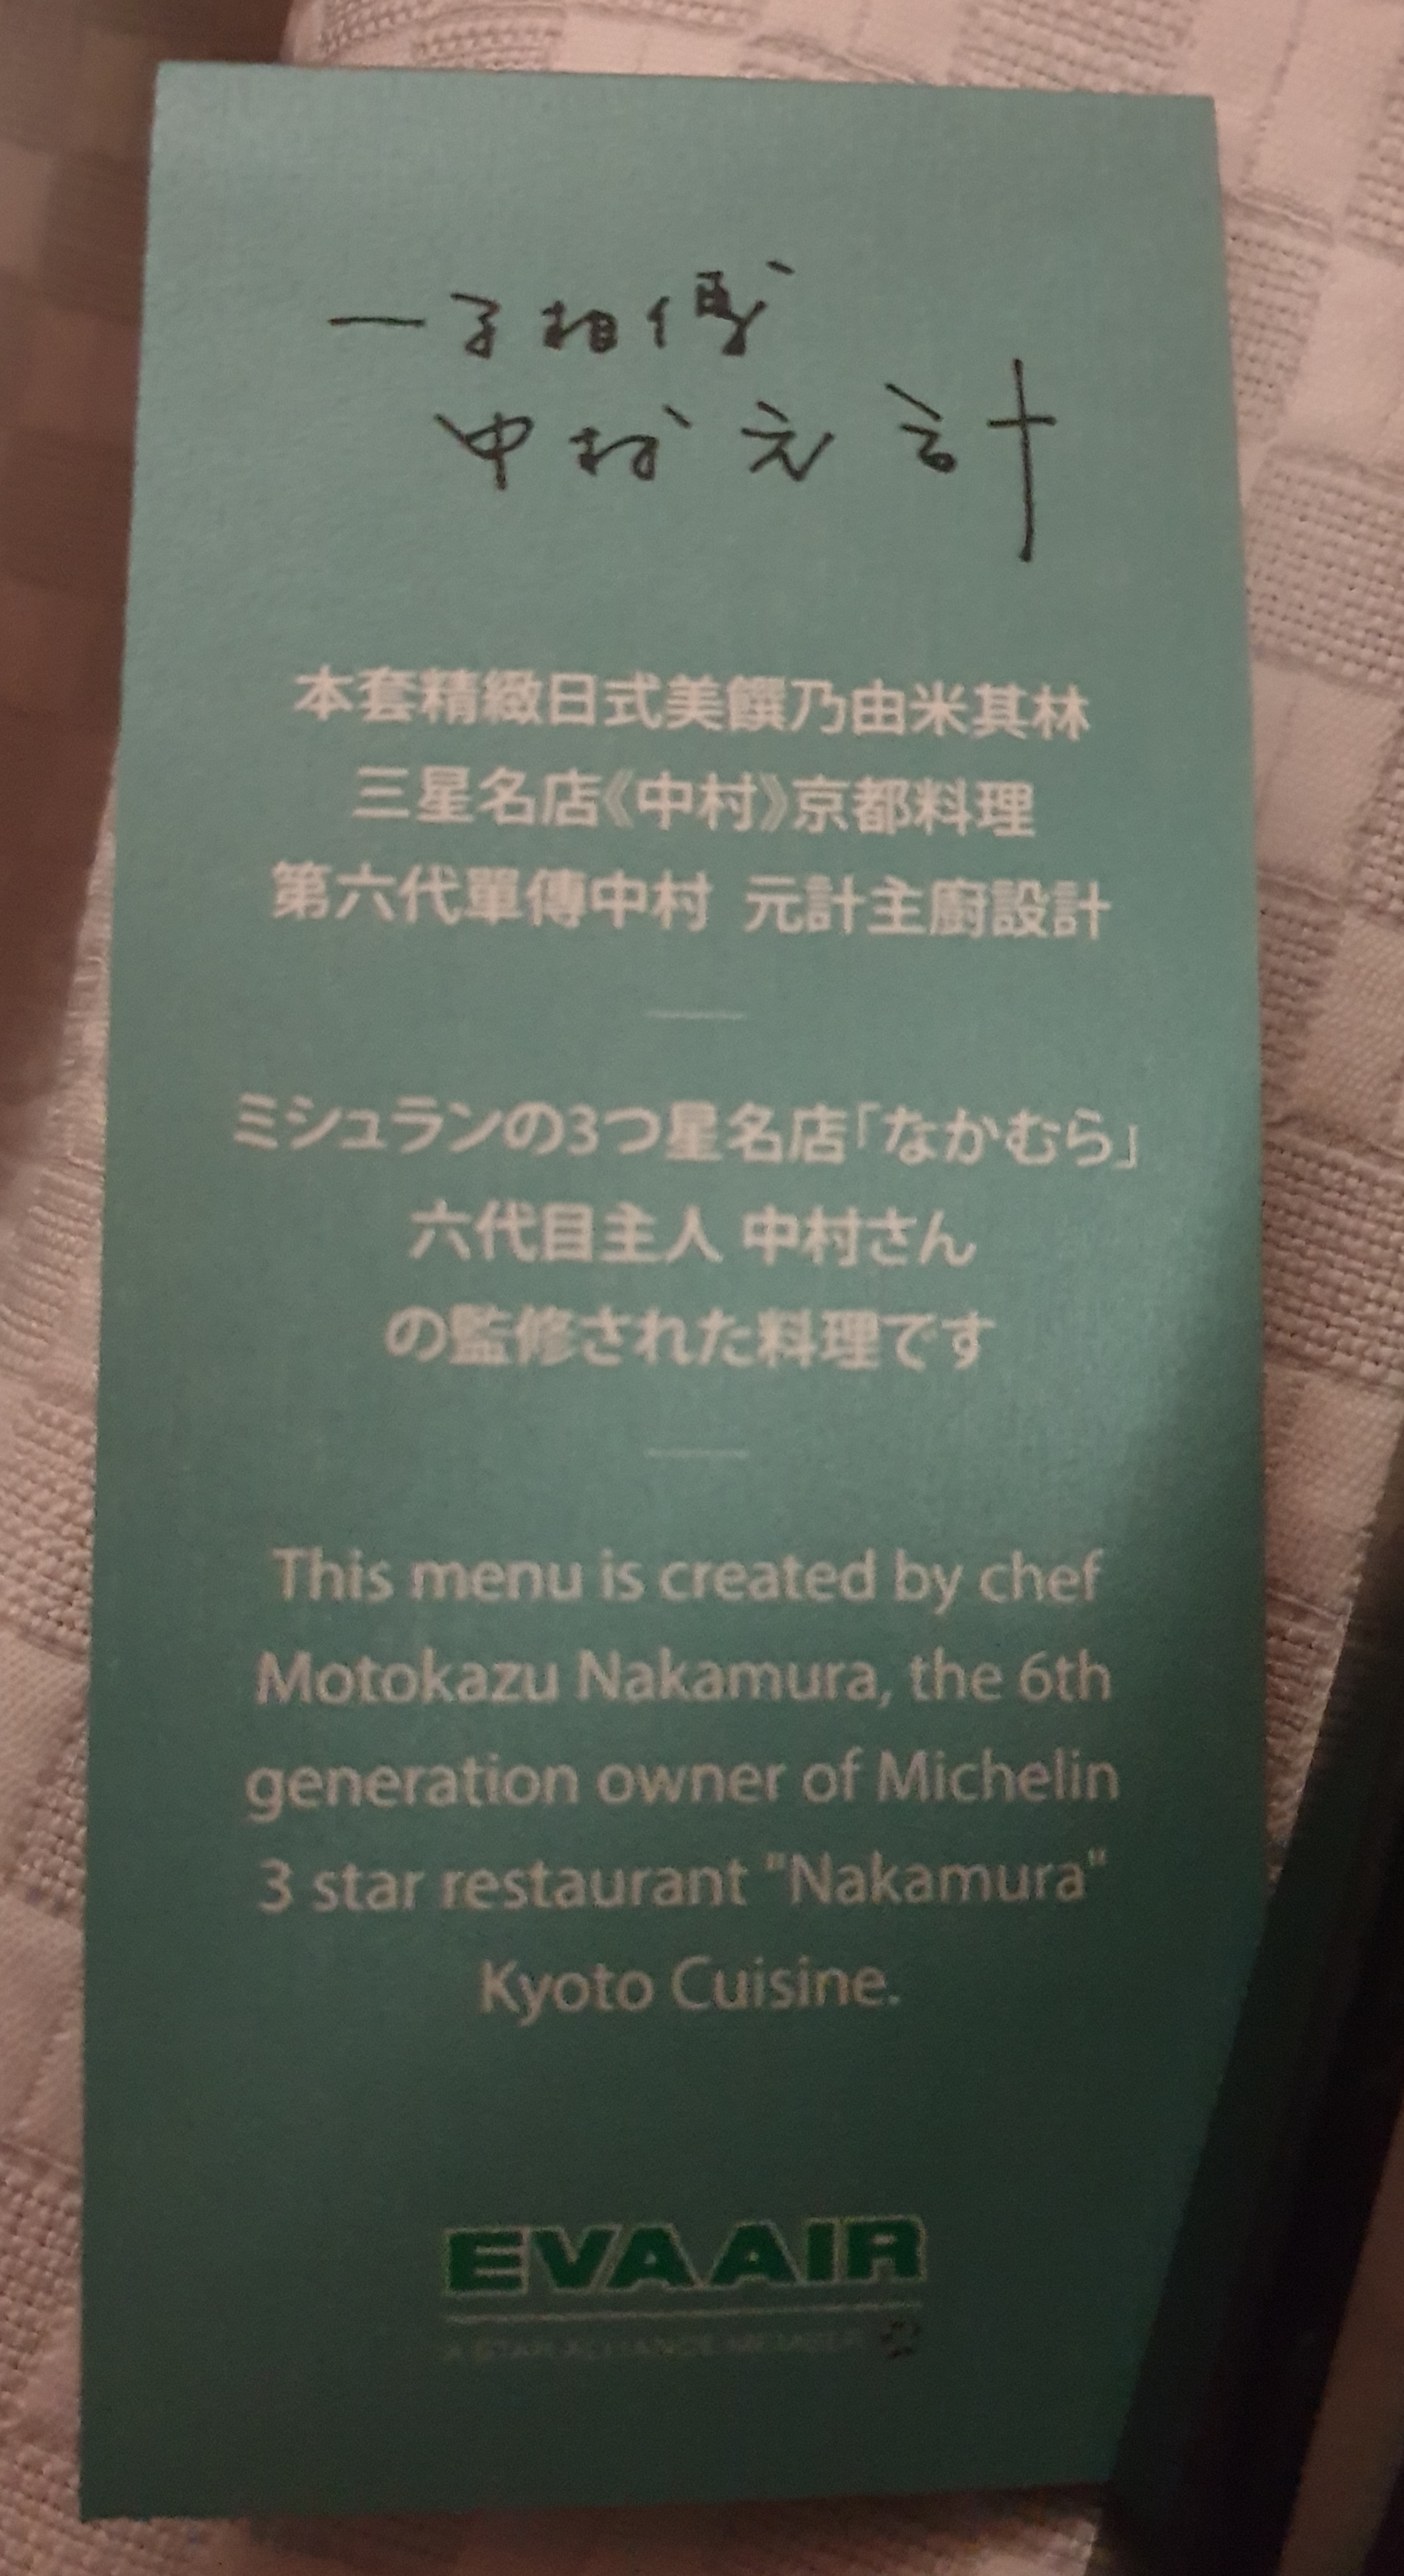 一子相傳
中村元計
本套精緻日式美饌乃由米其林
三星名店《中村》京都料理
第六代單傳中村 元計主廚設計
ミシュランの3つ星名店「なかむら」
六代目主人 中村さん
の監修された料理です
This menu is created by chef
Motokazu Nakamura, the 6th
generation owner of Michelin
3 star restaurant "Nakamura"
Kyoto Cuisine.
EVA AIR
A STAR ALLIANCE MEMBER